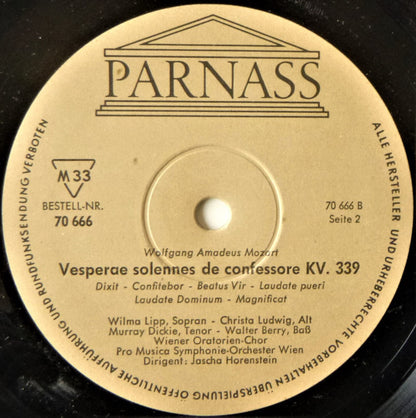 PARNASS
M 33
BESTELL-NR.
70 666
70 666 B
Seite 2
Wolfgang Amadeus Mozart
Vesperae solennes de confessore KV. 339
Dixit - Confitebor - Beatus Vir - Laudate pueri
Laudate Dominum - Magnificat
Wilma Lipp, Sopran - Christa Ludwig, Alt
Murray Dickie, Tenor - Walter Berry, Baß
Wiener Oratorien-Chor
Pro Musica Symphonie-Orchester Wien
Dirigent: Jascha Horenstein
ALLE HERSTELLER UND URHEBERRECHTE VORBEHALTEN ÜBERSPIELUNG ÖFFENTLICHE AUFFÜHRUNG UND RUNDFUNKSENDUNG VERBOTEN